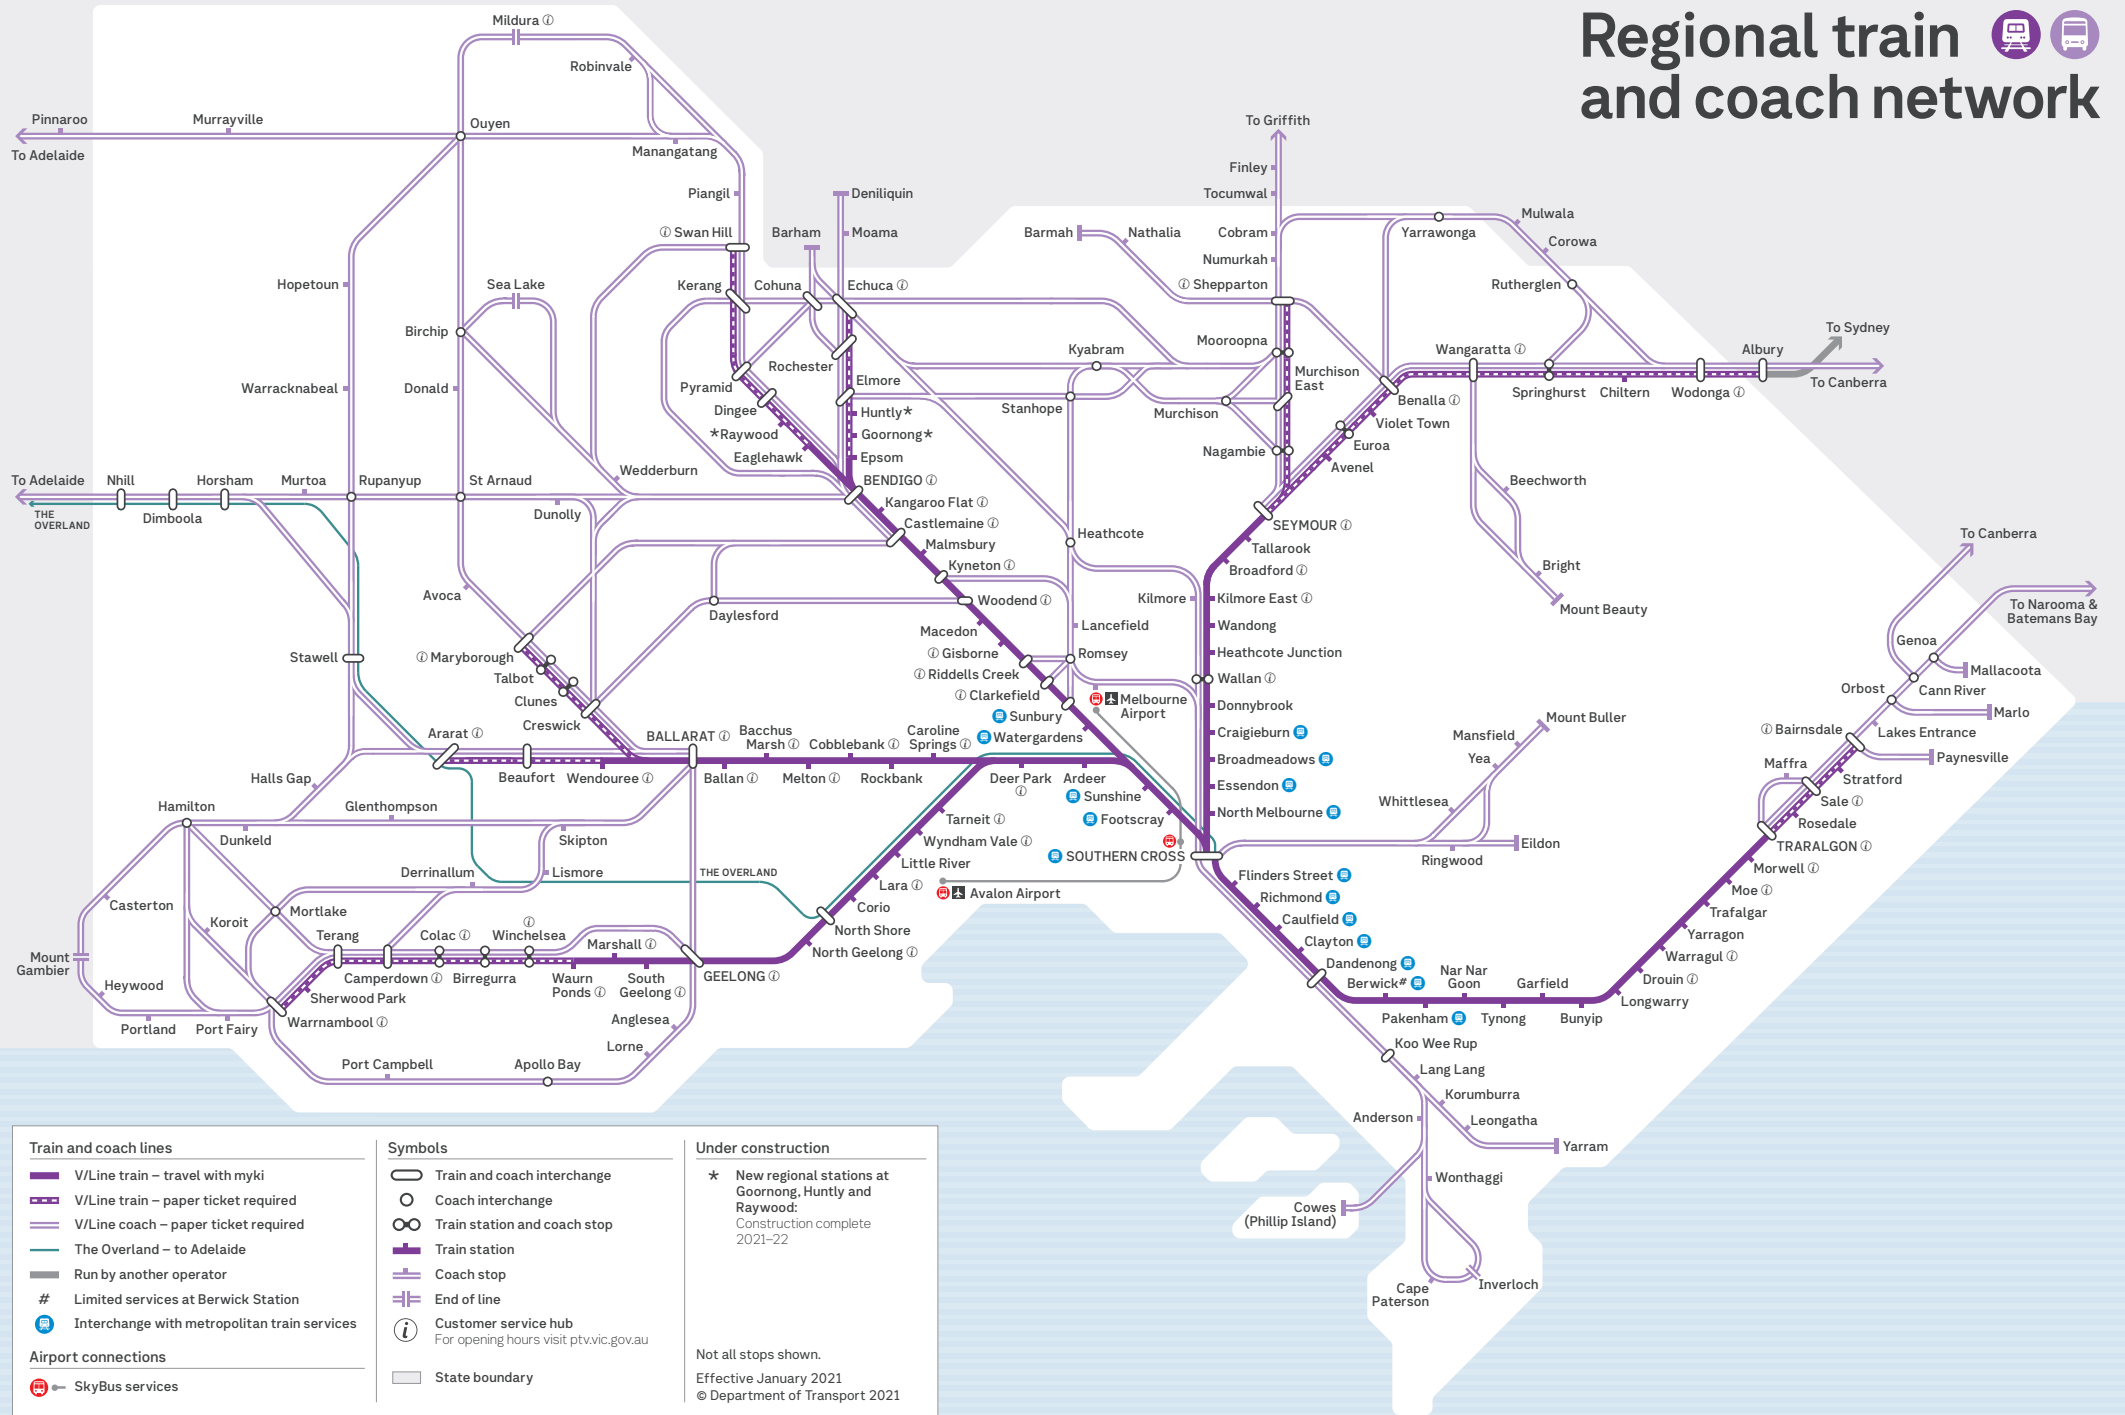 Regional train
and coach network
Mildura
Robinvale
Pinnaroo
Murrayville
Ouyen
To Adelaide
Manangatang
To Griffith
Finley
Tocumwal
Piangil
Deniliquin
Swan Hill
Barham
Moama
Barmah
Nathalia
Cobram
Yarrawonga
Mulwala
Corowa
Numurkah
Hopetoun
Sea Lake
Kerang
Cohuna
Echuca
Shepparton
Rutherglen
Birchip
Rochester
Kyabram
Mooroopna
Wangaratta
Albury
To Sydney
To Canberra
Warracknabeal
Donald
Pyramid
Elmore
Murchison
East
Springhurst
Chiltern
Wodonga
Benalla
Dingee
Huntly*
Stanhope
Murchison
Violet Town
*Raywood
Goornong*
Euroa
Eaglehawk
Epsom
Nagambie
Avenel
To Adelaide
Nhill
Horsham
Murtoa
Rupanyup
St Arnaud
Wedderburn
BENDIGO
Beechworth
THE
OVERLAND
Dimboola
Dunolly
Kangaroo Flat
Castlemaine
Heathcote
SEYMOUR
Malmsbury
Tallarook
To Canberra
Kyneton
Broadford
Bright
Avoca
Daylesford
Woodend
Kilmore
Kilmore East
Mount Beauty
To Narooma &
Batemans Bay
Macedon
Lancefield
Wandong
Genoa
Stawell
Maryborough
Gisborne
Romsey
Heathcote Junction
Mallacoota
Talbot
Riddells Creek
Wallan
Orbost
Cann River
Clunes
Clarkefield
Melbourne
Airport
Donnybrook
Marlo
Creswick
Sunbury
Craigieburn
Mount Buller
Bairnsdale
Lakes Entrance
Ararat
BALLARAT
Bacchus
Marsh
Cobblebank
Caroline
Springs
Watergardens
Mansfield
Broadmeadows
Yea
Paynesville
Halls Gap
Beaufort
Wendouree
Ballan
Melton
Rockbank
Deer Park
Ardeer
Maffra
Stratford
Essendon
Sunshine
Whittlesea
Sale
Hamilton
Glenthompson
Tarneit
Footscray
North Melbourne
Rosedale
Dunkeld
Skipton
Wyndham Vale
SOUTHERN CROSS
Ringwood
Eildon
TRARALGON
Derrinallum
Lismore
THE OVERLAND
Little River
Flinders Street
Morwell
Lara
Avalon Airport
Richmond
Moe
Casterton
Mortlake
Corio
Caulfield
Trafalgar
Koroit
Terang
Colac
Winchelsea
North Shore
Clayton
Yarragon
Mount
Gambier
Marshall
North Geelong
Dandenong
Warragul
Heywood
Camperdown
Birregurra
Waurn
Ponds
South
Geelong
GEELONG
Berwick#
Nar Nar
Goon
Garfield
Drouin
Sherwood Park
Longwarry
Portland
Port Fairy
Warrnambool
Anglesea
Pakenham
Tynong
Bunyip
Lorne
Koo Wee Rup
Port Campbell
Apollo Bay
Lang Lang
Korumburra
Anderson
Leongatha
Yarram
Wonthaggi
Cowes
(Phillip Island)
Cape
Paterson
Inverloch
Train and coach lines
V/Line train – travel with myki
V/Line train – paper ticket required
V/Line coach – paper ticket required
The Overland – to Adelaide
Run by another operator
# Limited services at Berwick Station
Interchange with metropolitan train services
Airport connections
SkyBus services
Symbols
Train and coach interchange
Coach interchange
Train station and coach stop
Train station
Coach stop
End of line
i Customer service hub
For opening hours visit ptv.vic.gov.au
State boundary
Under construction
* New regional stations at
Goornong, Huntly and
Raywood:
Construction complete
2021–22
Not all stops shown.
Effective January 2021
© Department of Transport 2021